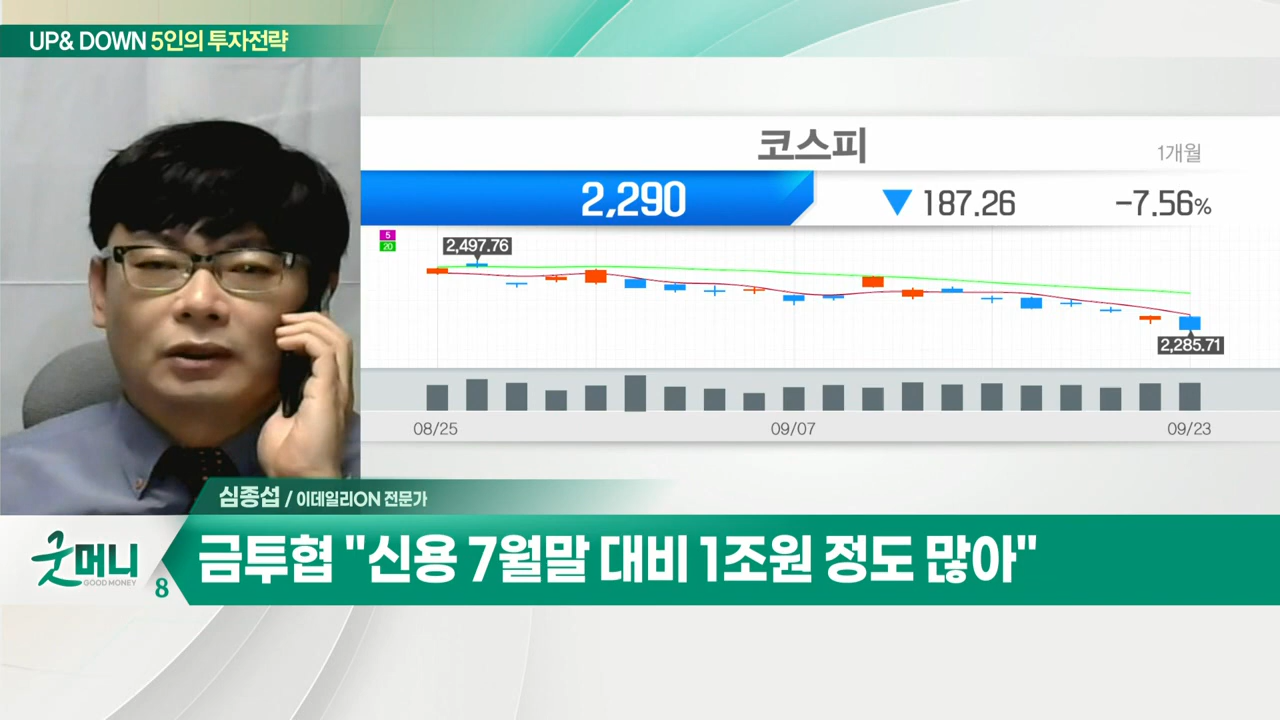 UP& DOWN 5인의 투자전략
코스피
1개월
2,290
▼ 187.26
-7.56%
5
20
2,497.76
2,285.71
08/25
09/07
09/23
심종섭 / 이데일리ON 전문가
굿머니
GOOD MONEY
8
금투협 "신용 7월말 대비 1조원 정도 많아"